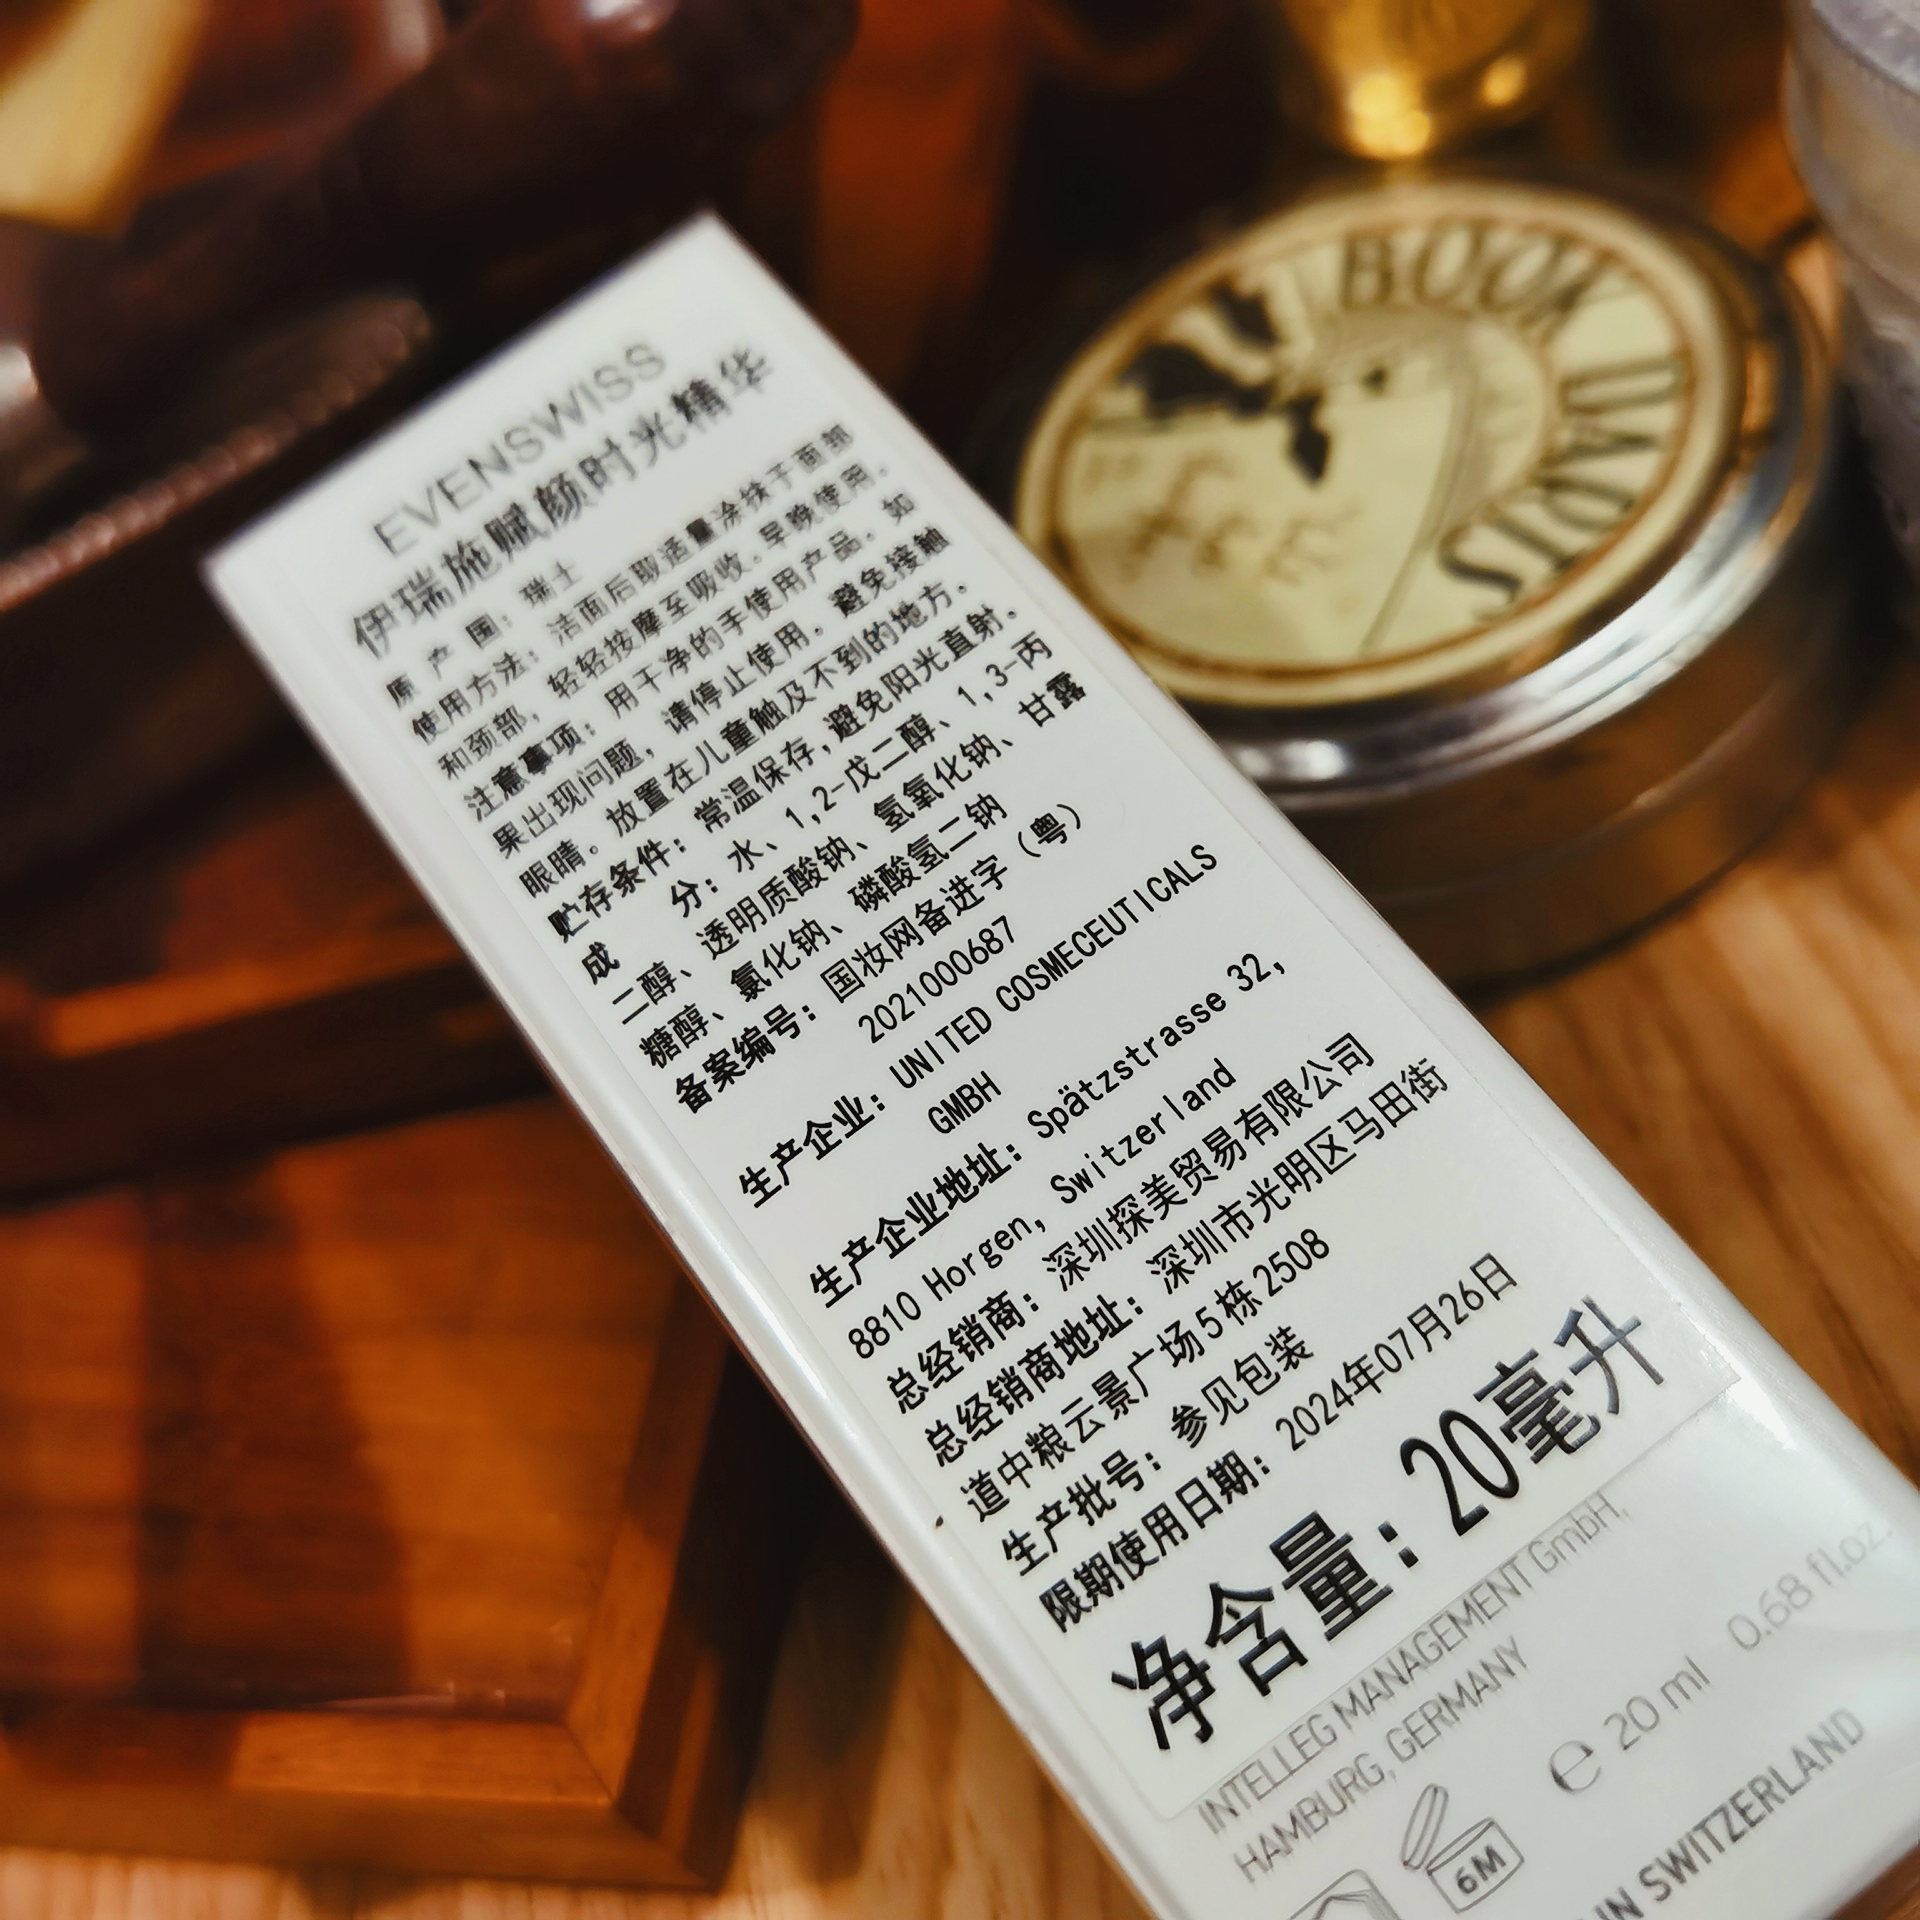 EVENSWISS
伊瑞施赋颜时光精华
原 产 国：瑞士
使用方法：洁面后取适量涂抹于面部
和颈部，轻轻按摩至吸收。早晚使用。
注意事项：用干净的手使用产品。如
果出现问题，请停止使用。避免接触
眼睛。放置在儿童触及不到的地方。
贮存条件：常温保存,避免阳光直射。
成 分：水、1,2-戊二醇、1,3-丙
二醇、透明质酸钠、氢氧化钠、甘露
糖醇、氯化钠、磷酸氢二钠
备案编号：国妆网备进字（粤）
2021000687
生产企业：UNITED COSMECEUTICALS
GMBH
生产企业地址：Spätzstrasse 32,
8810 Horgen, Switzerland
总经销商：深圳探美贸易有限公司
总经销商地址：深圳市光明区马田街
道中粮云景广场5栋2508
生产批号：参见包装
限期使用日期：2024年07月26日
净含量：20毫升
INTELLEG MANAGEMENT GmbH,
HAMBURG, GERMANY
6M
℮ 20 ml 0.68 fl.oz.
IN SWITZERLAND
BOOK DARTS